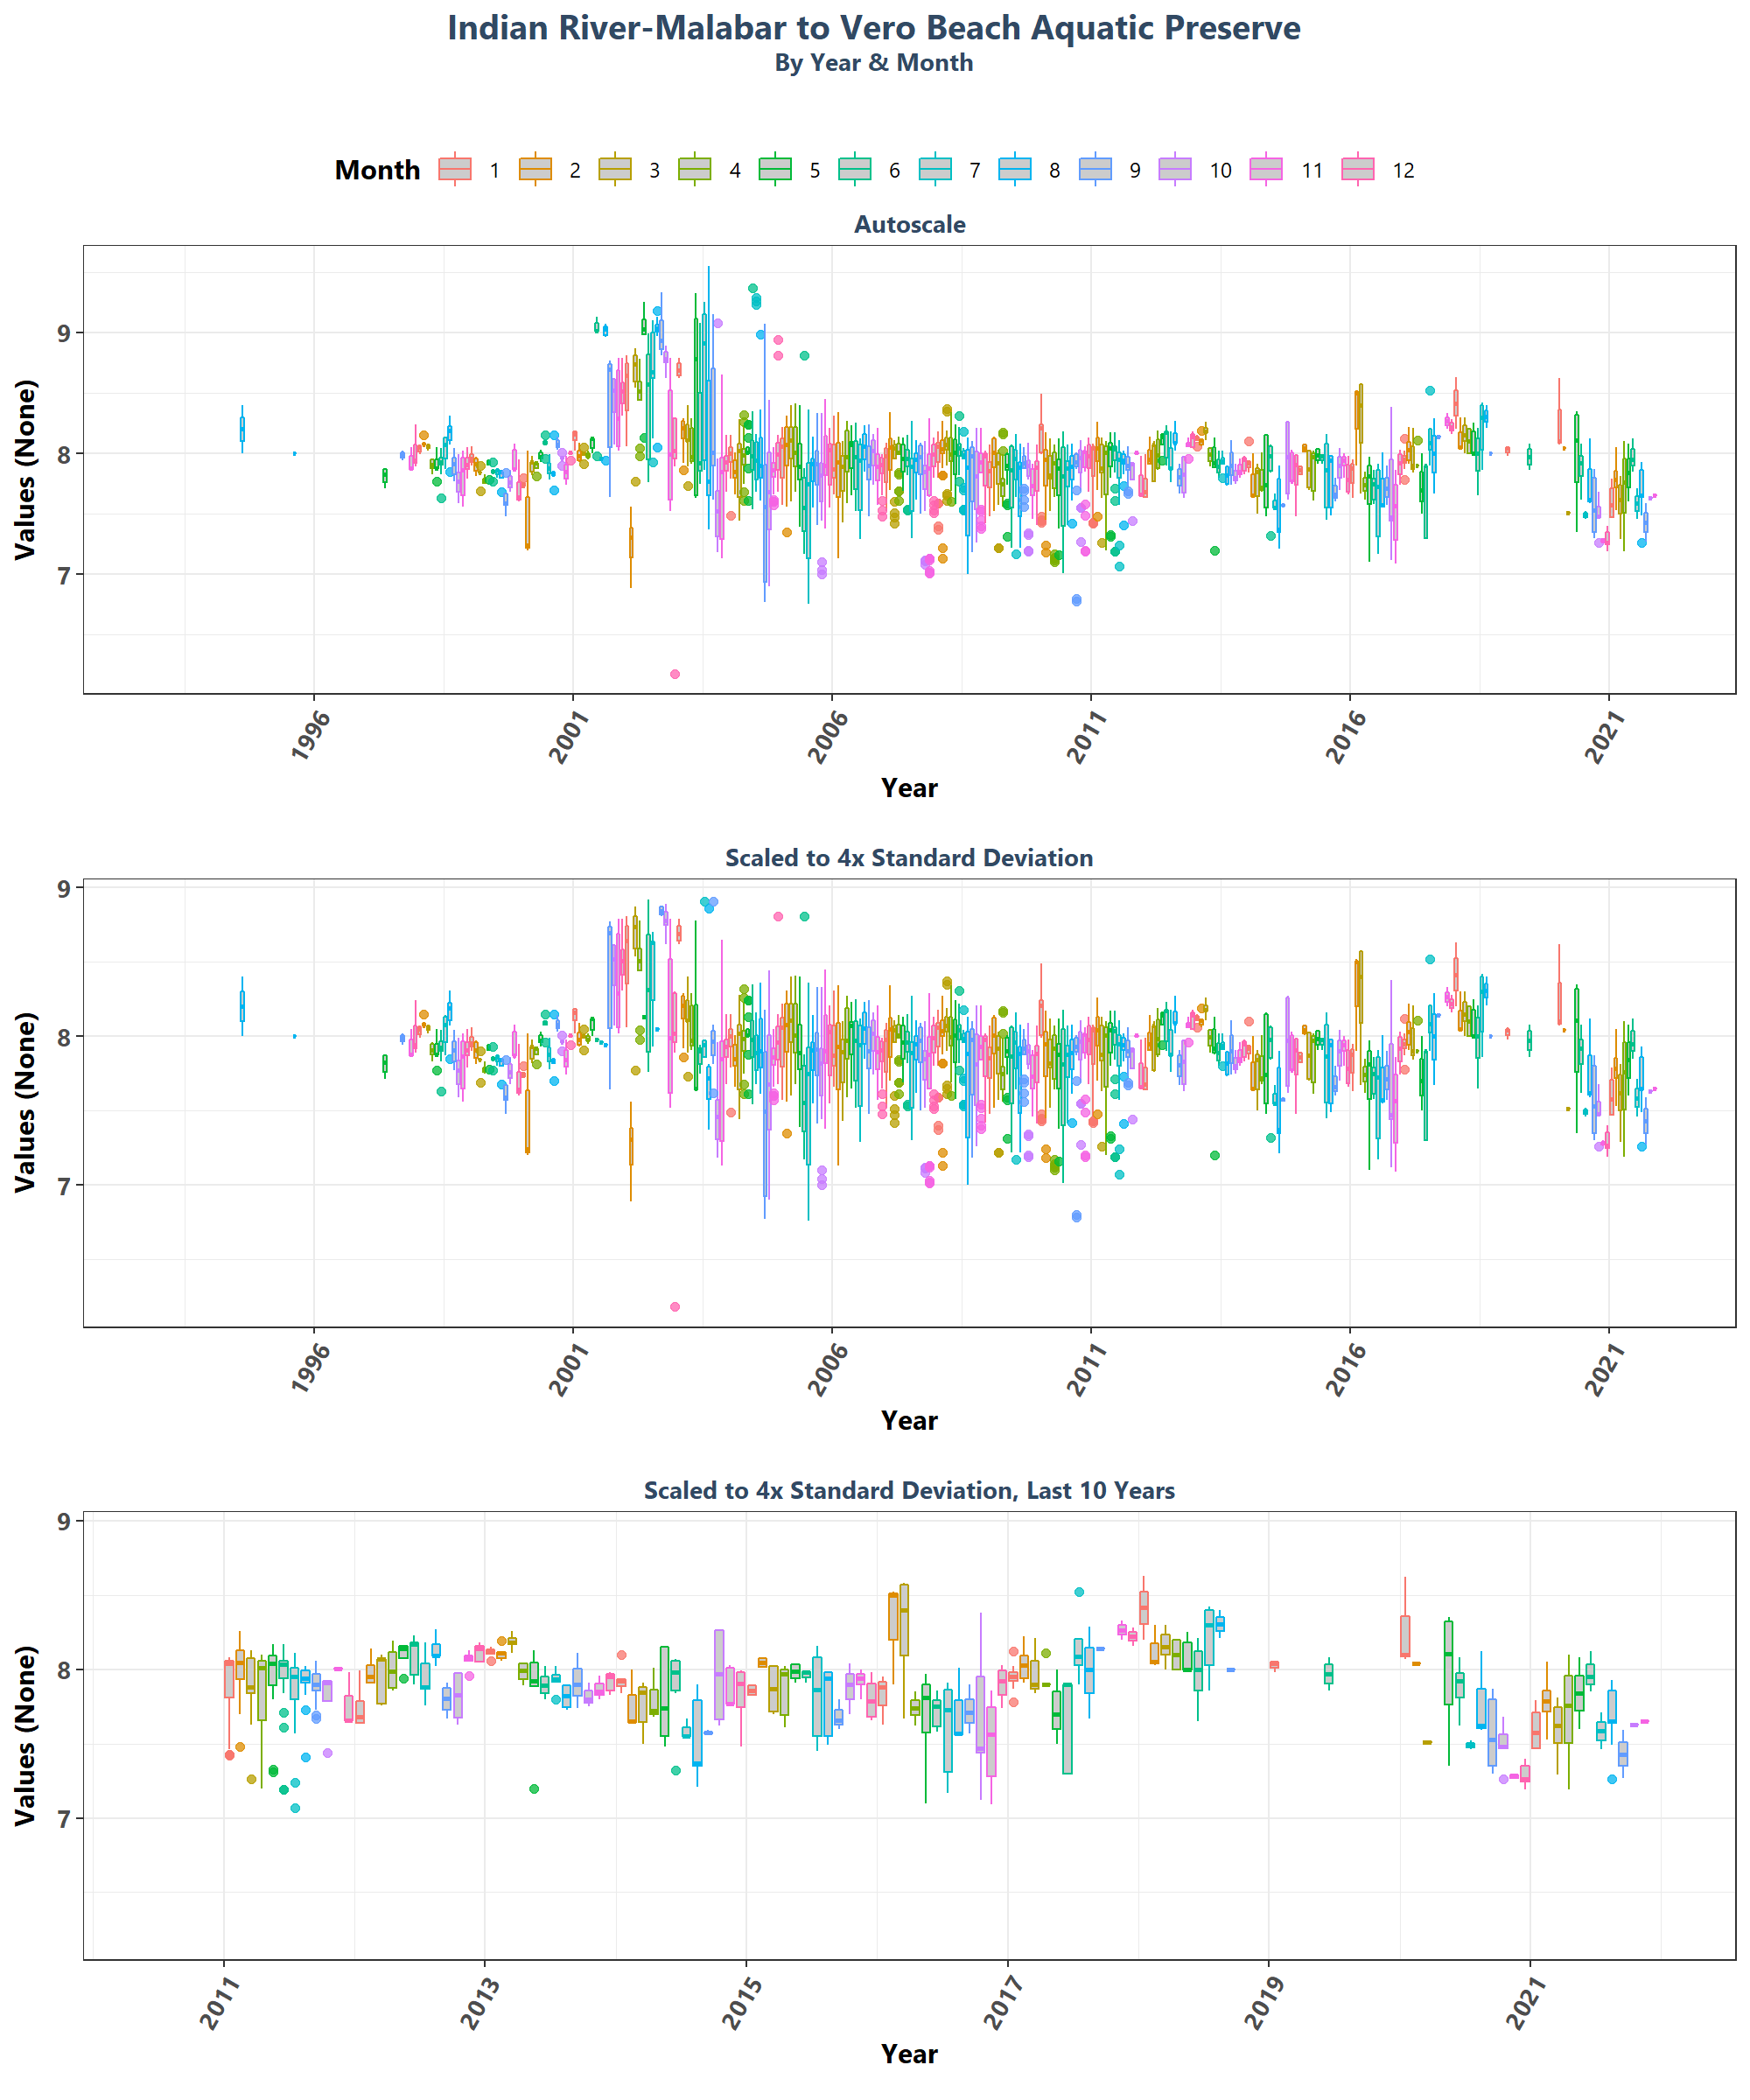 Indian River-Malabar to Vero Beach Aquatic Preserve
By Year & Month
Month 1 2 3 4 5 6 7 8 9 10 11 12
Autoscale
Values (None)
9
8
7
1996 2001 2006 2011 2016 2021
Year
Scaled to 4x Standard Deviation
Values (None)
9
8
7
1996 2001 2006 2011 2016 2021
Year
Scaled to 4x Standard Deviation, Last 10 Years
Values (None)
9
8
7
2011 2013 2015 2017 2019 2021
Year